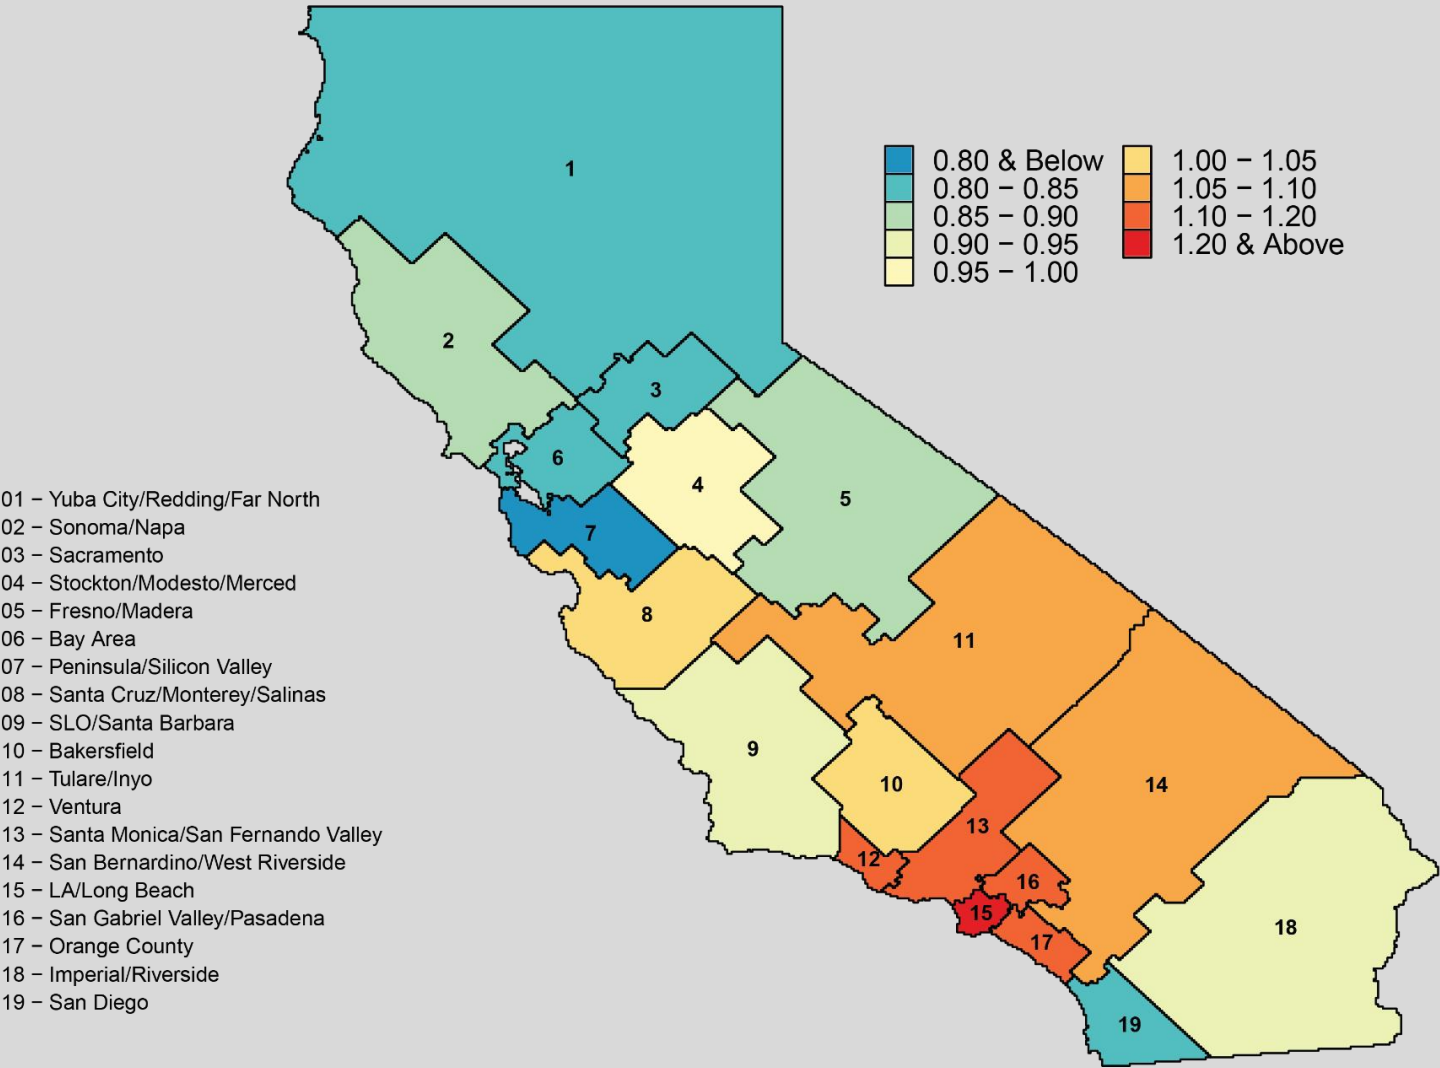 1
0.80 & Below
0.80 − 0.85
0.85 − 0.90
0.90 − 0.95
0.95 − 1.00
1.00 − 1.05
1.05 − 1.10
1.10 − 1.20
1.20 & Above
2
3
6
4
5
7
8
11
9
10
14
13
12
16
15
17
18
19
01 − Yuba City/Redding/Far North
02 − Sonoma/Napa
03 − Sacramento
04 − Stockton/Modesto/Merced
05 − Fresno/Madera
06 − Bay Area
07 − Peninsula/Silicon Valley
08 − Santa Cruz/Monterey/Salinas
09 − SLO/Santa Barbara
10 − Bakersfield
11 − Tulare/Inyo
12 − Ventura
13 − Santa Monica/San Fernando Valley
14 − San Bernardino/West Riverside
15 − LA/Long Beach
16 − San Gabriel Valley/Pasadena
17 − Orange County
18 − Imperial/Riverside
19 − San Diego